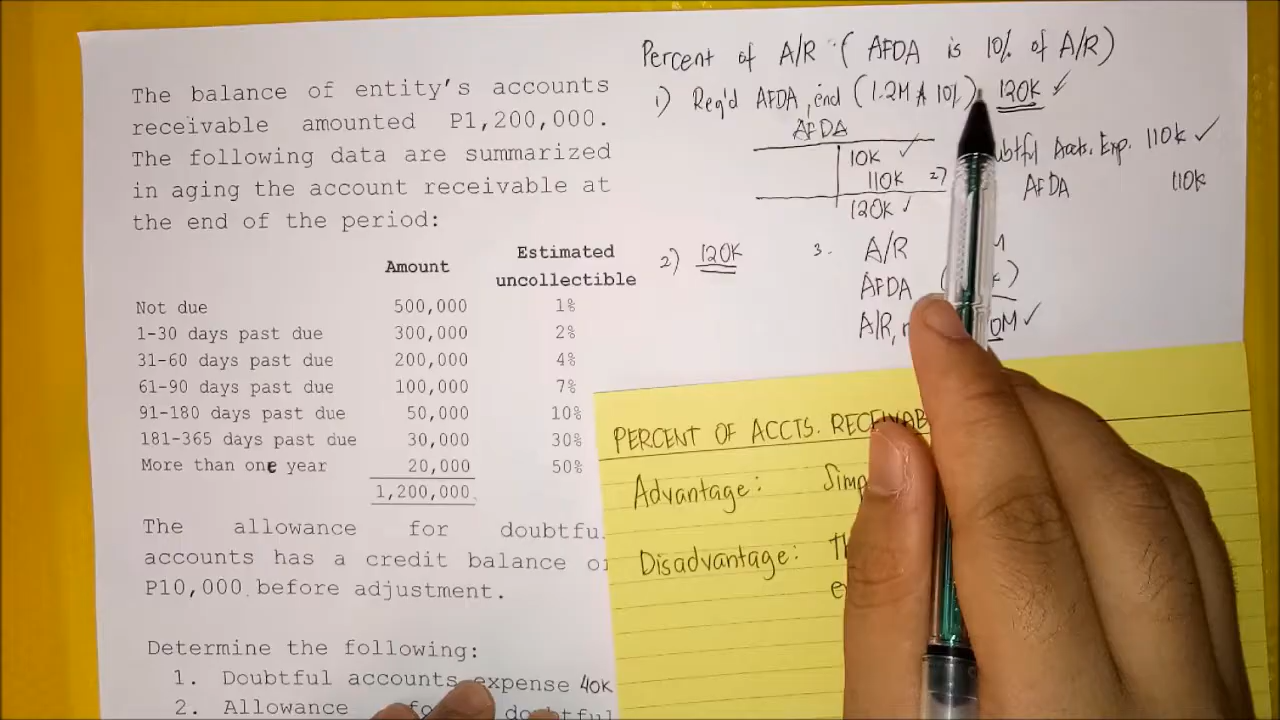 The balance of entity's accounts
receivable amounted P1,200,000.
The following data are summarized
in aging the account receivable at
the end of the period:
Amount Estimated uncollectible
Not due 500,000 1%
1-30 days past due 300,000 2%
31-60 days past due 200,000 4%
61-90 days past due 100,000 7%
91-180 days past due 50,000 10%
181-365 days past due 30,000 30%
More than one year 20,000 50%
1,200,000
The allowance for doubtfu
accounts has a credit balance o
P10,000 before adjustment.
Determine the following:
1. Doubtful accounts expense 40K
2. Allowance for doubtful
Percent of A/R (AFDA is 10% of A/R)
1) Req'd AFDA, end (1.2M x 10%) 120K ✓
AFDA
10K ✓
110K 27
120K ✓
Accts. Exp. 110K ✓
AFDA 110K
2) 120K
3. A/R
AFDA
A/R,
PERCENT OF ACCTS. RECEIVAB
Advantage: Simp
Disadvantage: Th